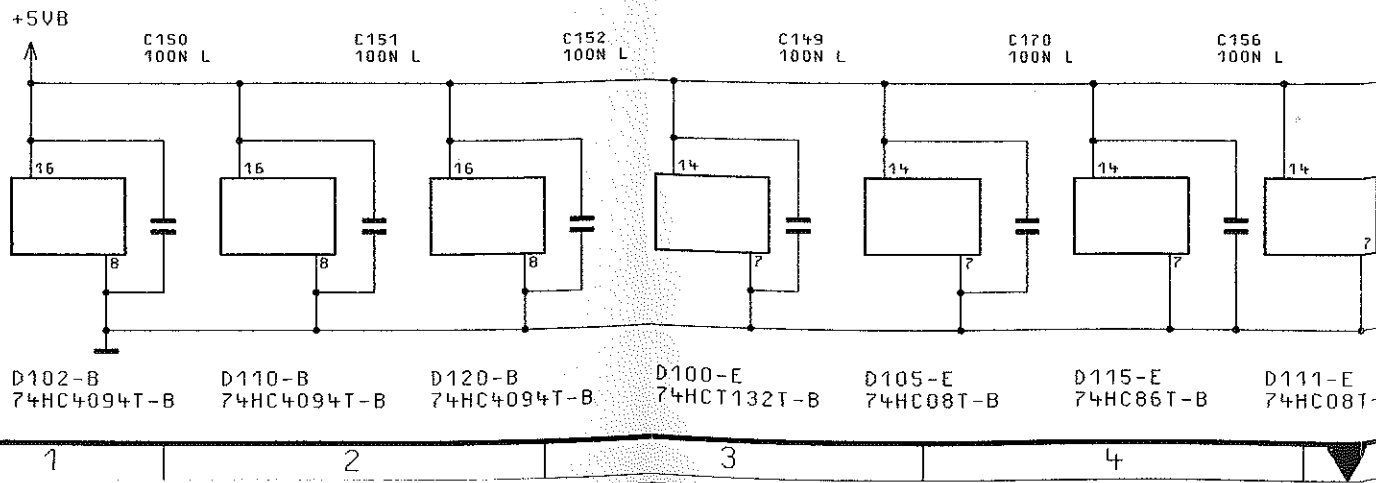 +5VB
C150 C151 C152 C149 C170 C156
100N L 100N L 100N L 100N L 100N L 100N L
16 16 16 14 14 14 14
8 8 8 7 7 7 7
D102-B D110-B D120-B D100-E D105-E D115-E D111-E
74HC4094T-B 74HC4094T-B 74HC4094T-B 74HCT132T-B 74HC08T-B 74HC86T-B 74HC08T-
1 2 3 4